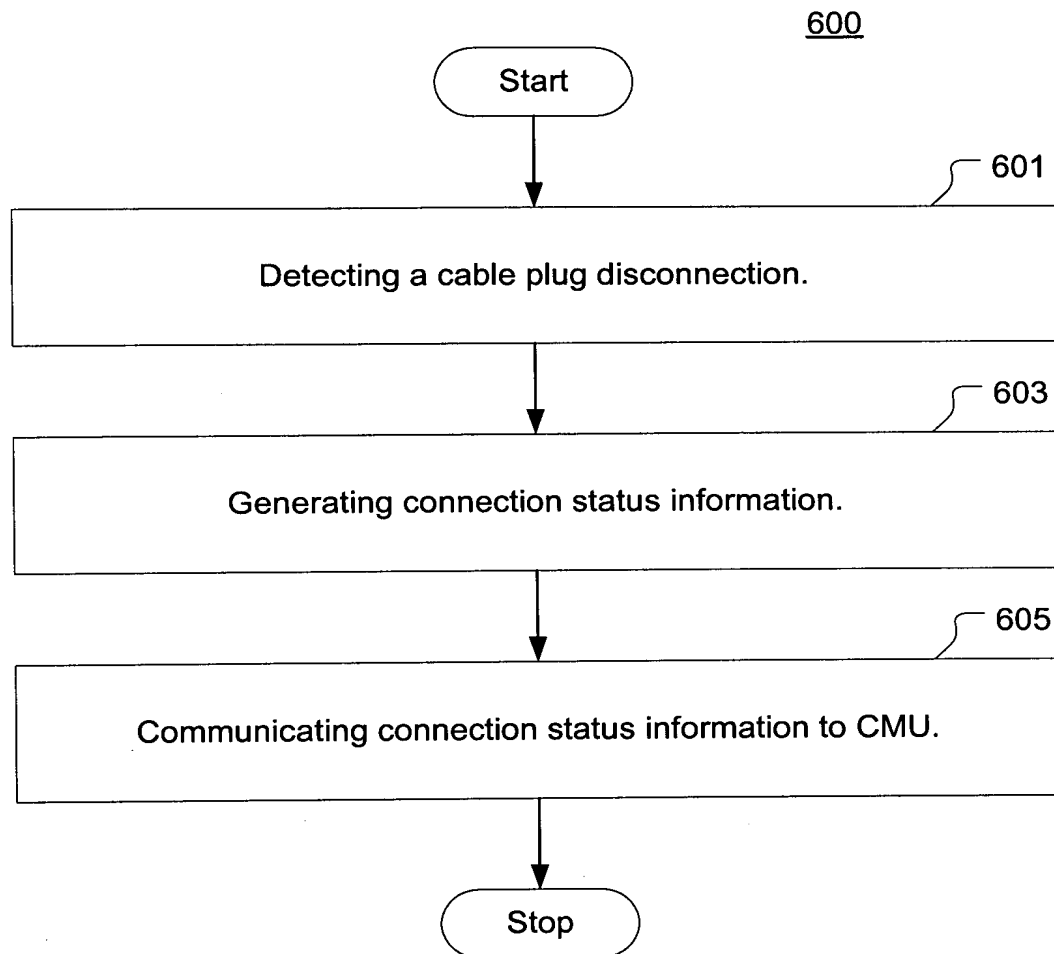 600
Start
601
Detecting a cable plug disconnection.
603
Generating connection status information.
605
Communicating connection status information to CMU.
Stop